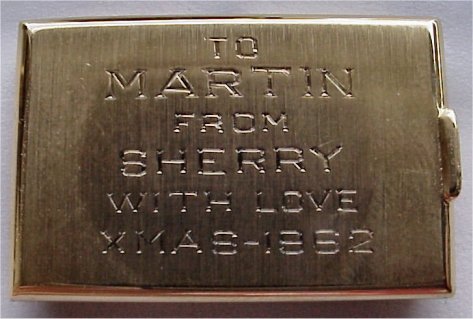 TO
MARTIN
FROM
SHERRY
WITH LOVE
XMAS-1962